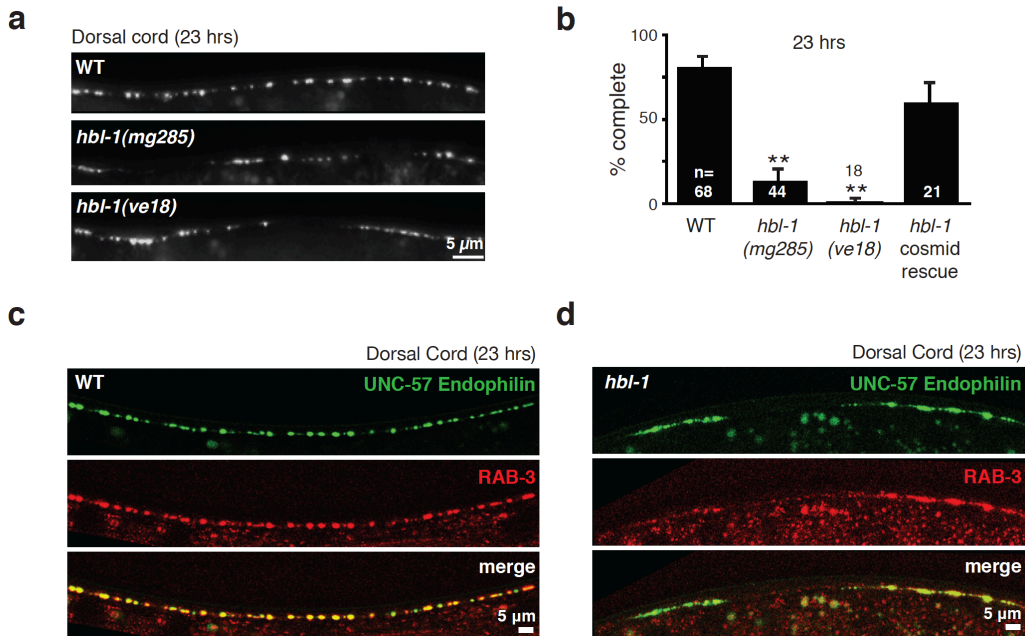 a
Dorsal cord (23 hrs)
WT
hbl-1(mg285)
hbl-1(ve18)
5 µm
b
23 hrs
% complete
100
50
0
n=
68
**
44
18
**
21
WT
hbl-1
(mg285)
hbl-1
(ve18)
hbl-1
cosmid
rescue
c
Dorsal Cord (23 hrs)
WT
UNC-57 Endophilin
RAB-3
merge
5 µm
d
Dorsal Cord (23 hrs)
hbl-1
UNC-57 Endophilin
RAB-3
merge
5 µm